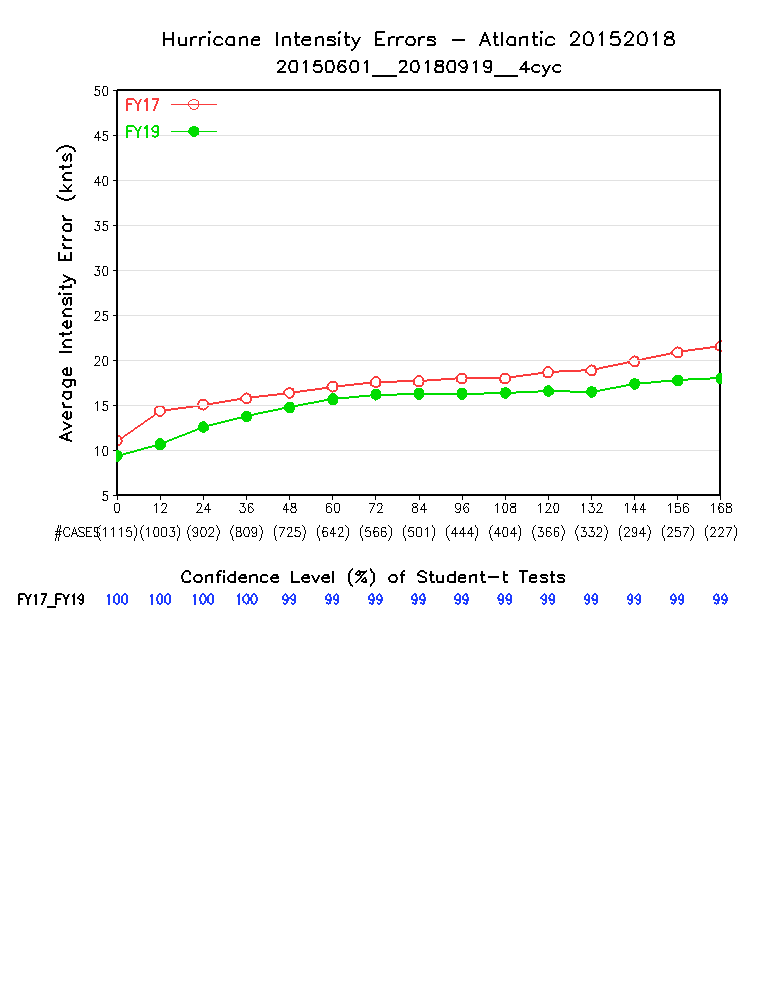 Hurricane Intensity Errors - Atlantic 20152018
20150601__20180919__4cyc
FY17
FY19
Average Intensity Error (knts)
50
45
40
35
30
25
20
15
10
5
0 12 24 36 48 60 72 84 96 108 120 132 144 156 168
#CASES(1115)(1003) (902) (809) (725) (642) (566) (501) (444) (404) (366) (332) (294) (257) (227)
Confidence Level (%) of Student-t Tests
FY17_FY19 100 100 100 100 99 99 99 99 99 99 99 99 99 99 99